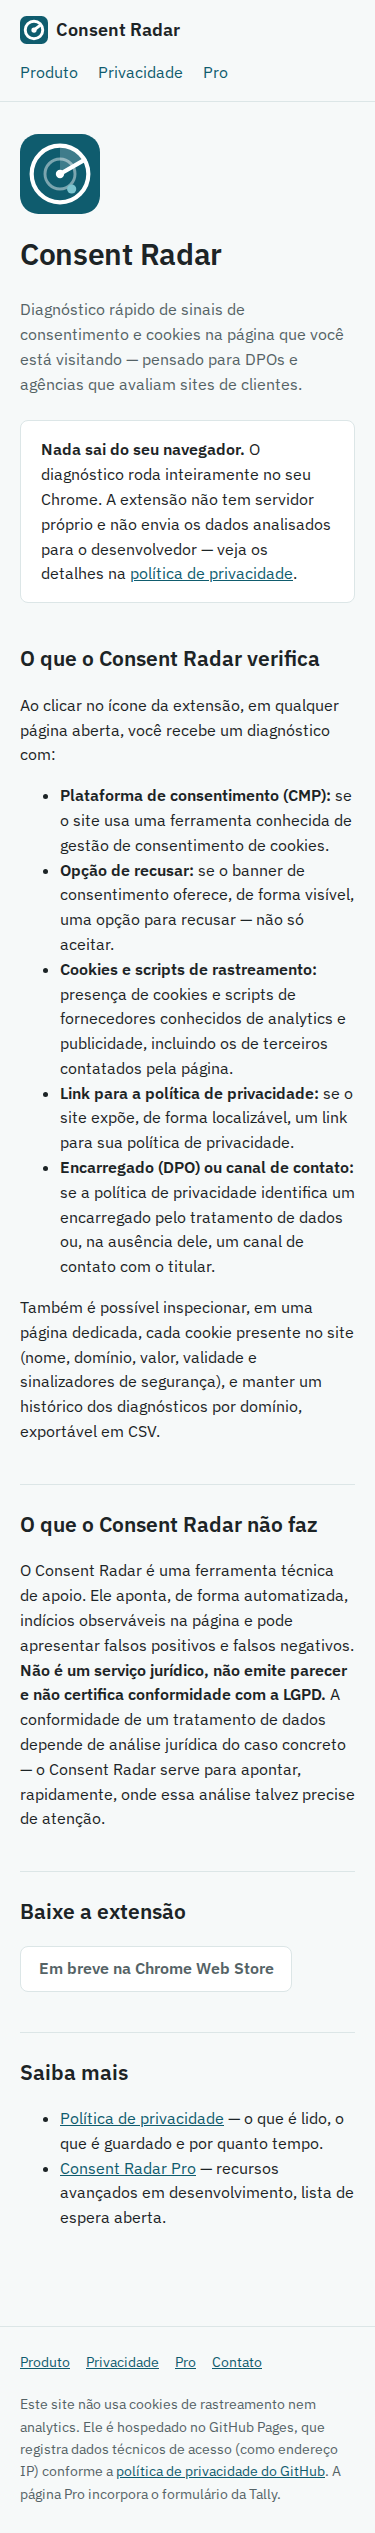 Consent Radar
Produto Privacidade Pro
Consent Radar
Diagnóstico rápido de sinais de
consentimento e cookies na página que você
está visitando — pensado para DPOs e
agências que avaliam sites de clientes.
Nada sai do seu navegador. O
diagnóstico roda inteiramente no seu
Chrome. A extensão não tem servidor
próprio e não envia os dados analisados
para o desenvolvedor — veja os
detalhes na política de privacidade.
O que o Consent Radar verifica
Ao clicar no ícone da extensão, em qualquer
página aberta, você recebe um diagnóstico
com:
• Plataforma de consentimento (CMP): se
o site usa uma ferramenta conhecida de
gestão de consentimento de cookies.
• Opção de recusar: se o banner de
consentimento oferece, de forma visível,
uma opção para recusar — não só
aceitar.
• Cookies e scripts de rastreamento:
presença de cookies e scripts de
fornecedores conhecidos de analytics e
publicidade, incluindo os de terceiros
contatados pela página.
• Link para a política de privacidade: se o
site expõe, de forma localizável, um link
para sua política de privacidade.
• Encarregado (DPO) ou canal de contato:
se a política de privacidade identifica um
encarregado pelo tratamento de dados
ou, na ausência dele, um canal de
contato com o titular.
Também é possível inspecionar, em uma
página dedicada, cada cookie presente no site
(nome, domínio, valor, validade e
sinalizadores de segurança), e manter um
histórico dos diagnósticos por domínio,
exportável em CSV.
O que o Consent Radar não faz
O Consent Radar é uma ferramenta técnica
de apoio. Ele aponta, de forma automatizada,
indícios observáveis na página e pode
apresentar falsos positivos e falsos negativos.
Não é um serviço jurídico, não emite parecer
e não certifica conformidade com a LGPD. A
conformidade de um tratamento de dados
depende de análise jurídica do caso concreto
— o Consent Radar serve para apontar,
rapidamente, onde essa análise talvez precise
de atenção.
Baixe a extensão
Em breve na Chrome Web Store
Saiba mais
• Política de privacidade — o que é lido, o
que é guardado e por quanto tempo.
• Consent Radar Pro — recursos
avançados em desenvolvimento, lista de
espera aberta.
Produto Privacidade Pro Contato
Este site não usa cookies de rastreamento nem
analytics. Ele é hospedado no GitHub Pages, que
registra dados técnicos de acesso (como endereço
IP) conforme a política de privacidade do GitHub. A
página Pro incorpora o formulário da Tally.